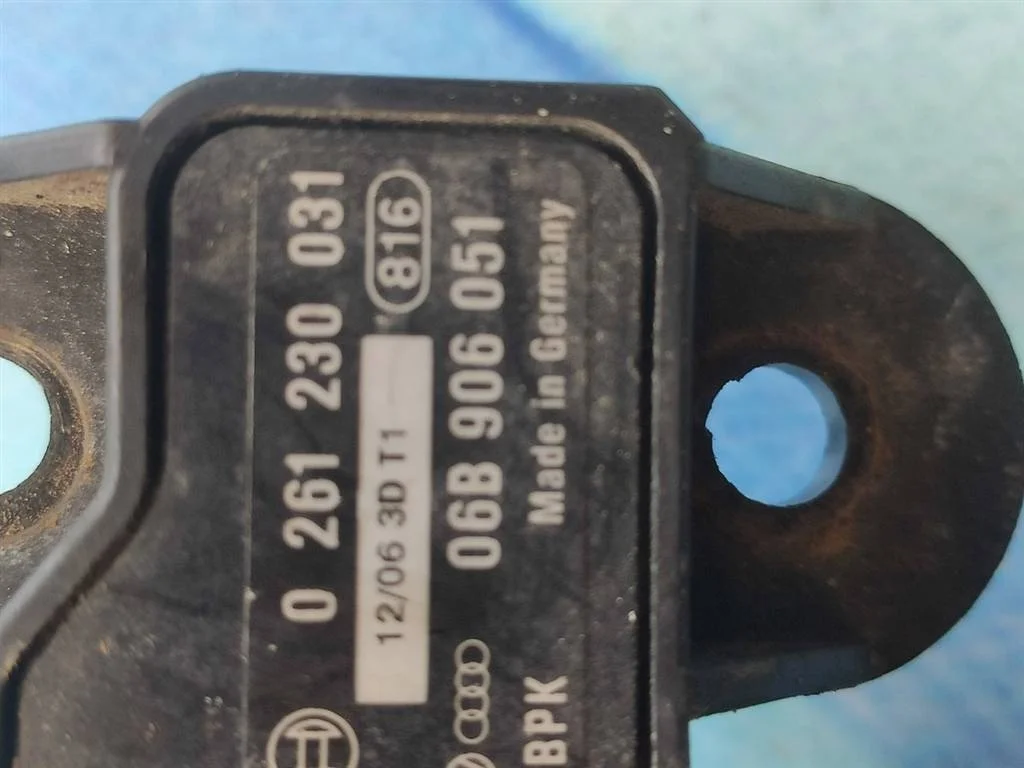 0 261 230 031
12/06 3D T1 816
06B 906 051
BPK Made in Germany